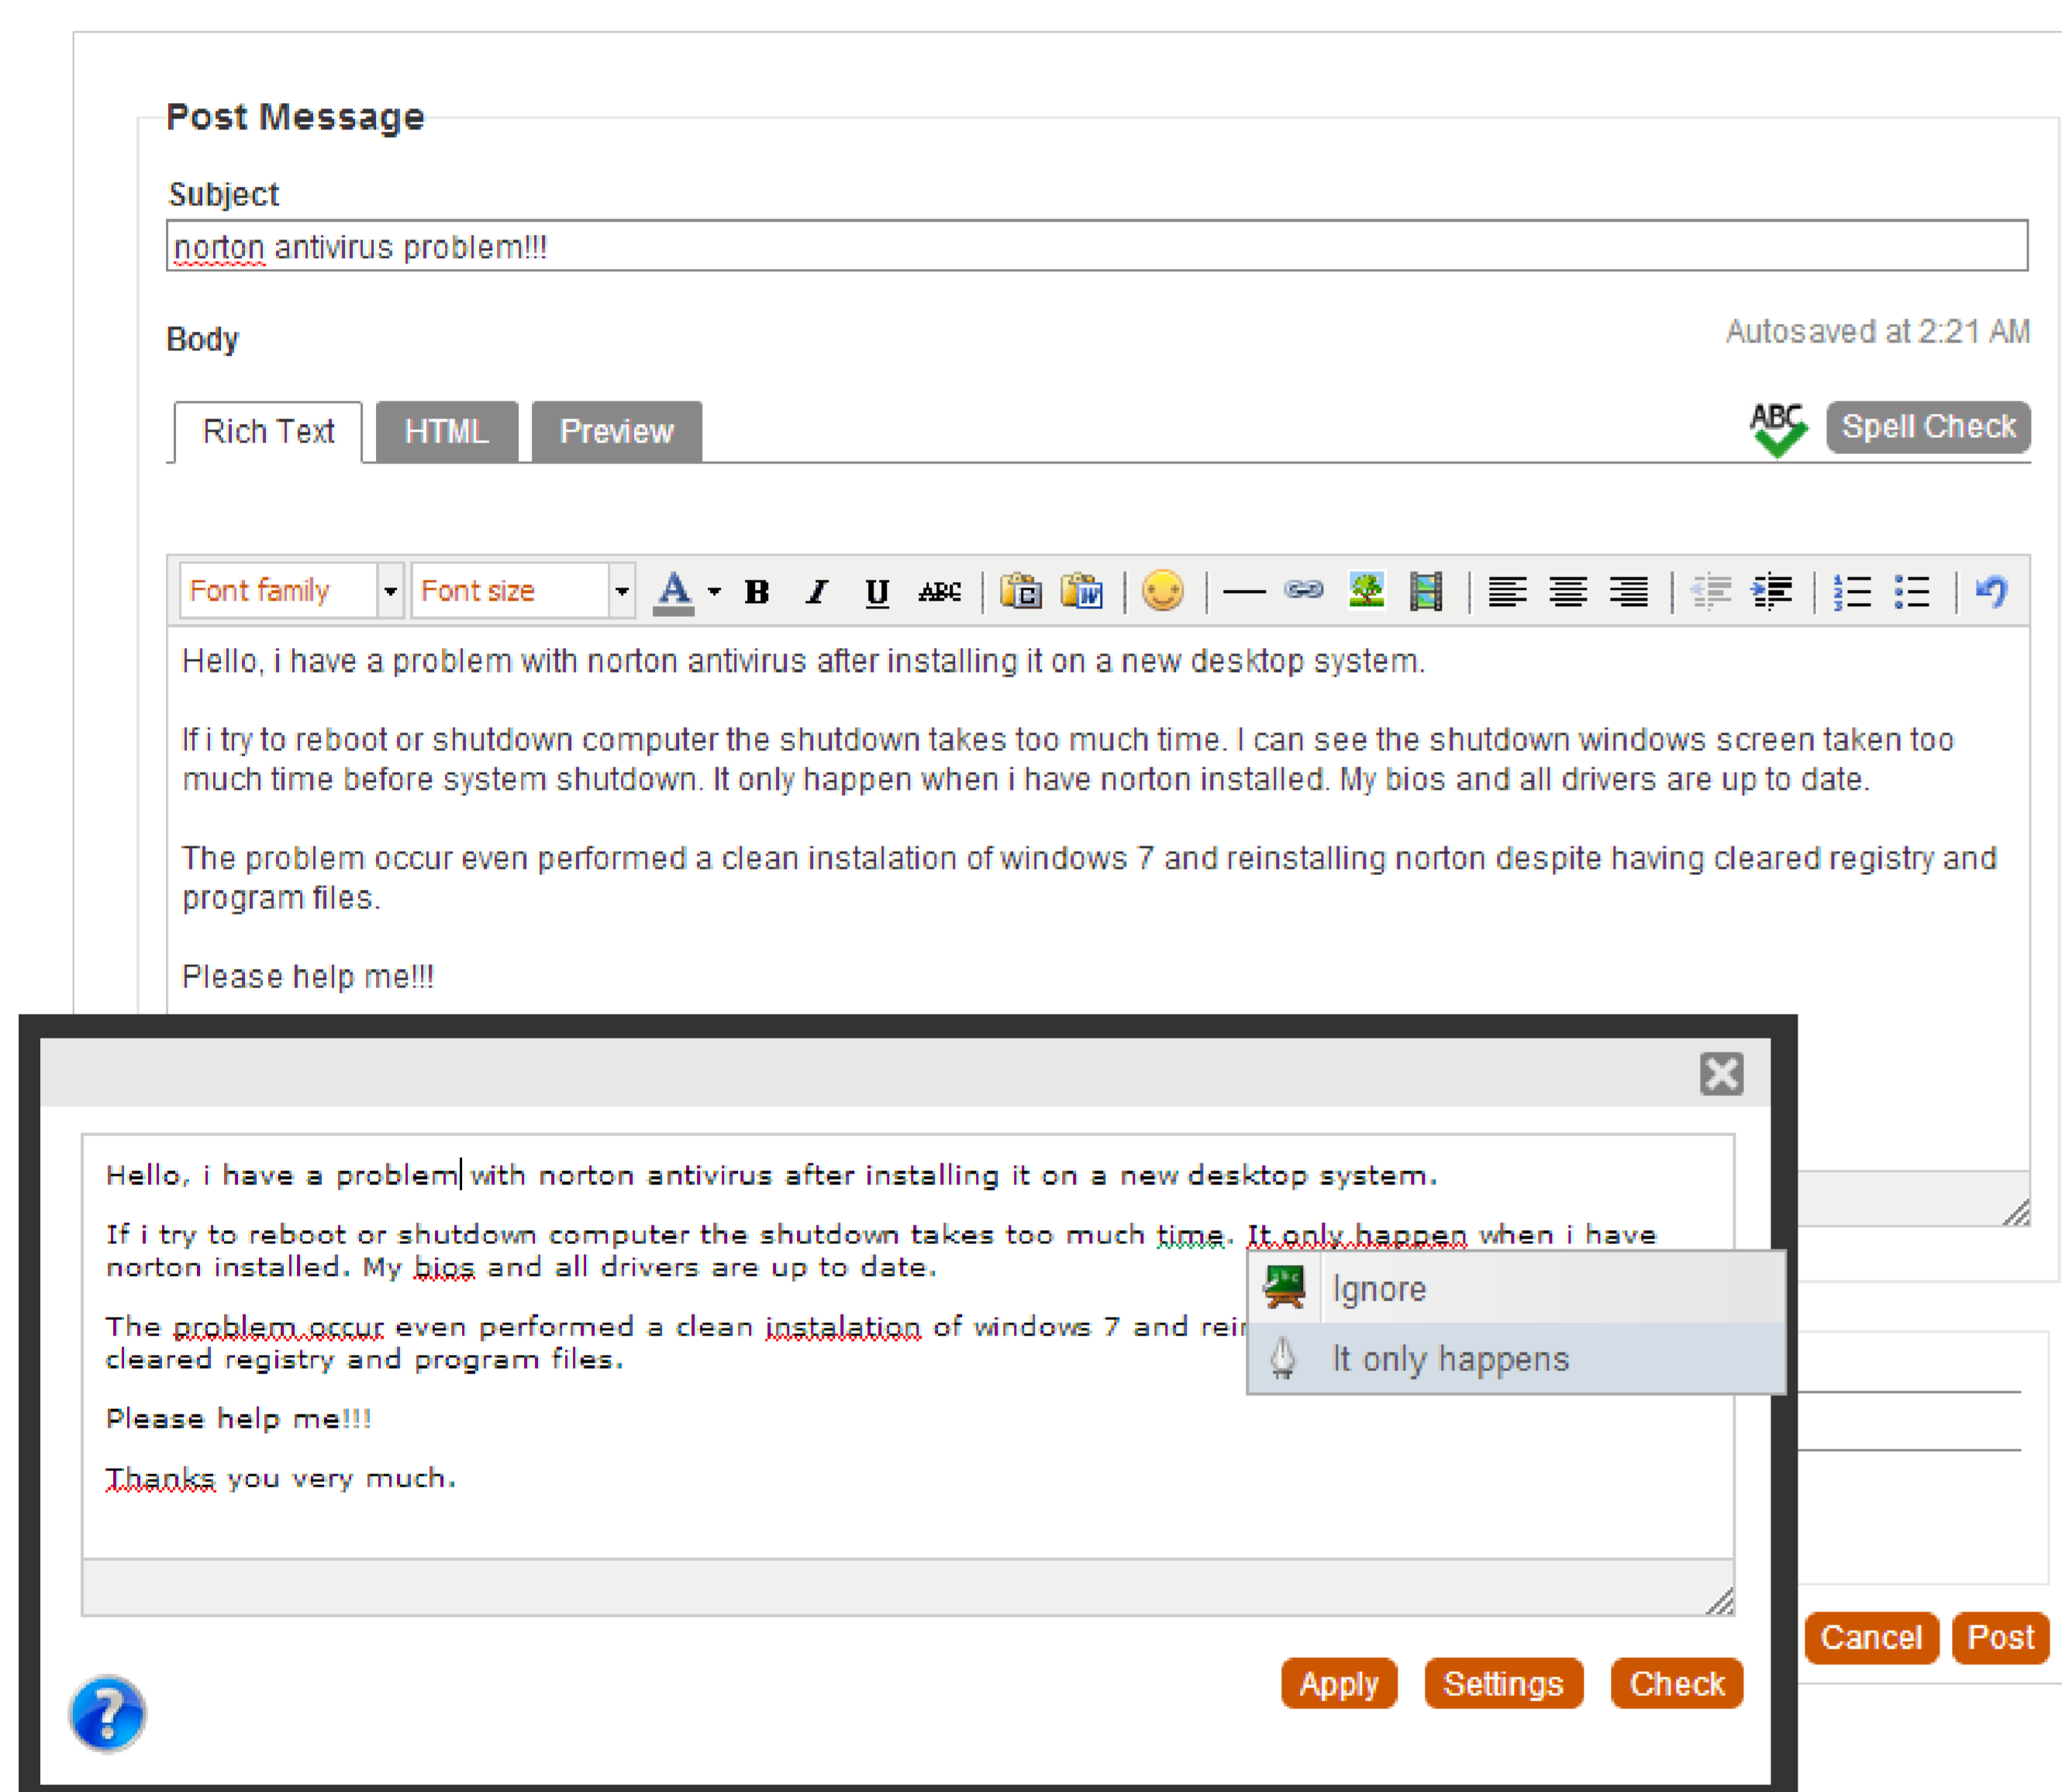 Post Message
Subject
norton antivirus problem!!!
Body
Autosaved at 2:21 AM
Rich Text HTML Preview
ABC Spell Check
Font family Font size A B I U ABC C W
Hello, i have a problem with norton antivirus after installing it on a new desktop system.
If i try to reboot or shutdown computer the shutdown takes too much time. I can see the shutdown windows screen taken too
much time before system shutdown. It only happen when i have norton installed. My bios and all drivers are up to date.
The problem occur even performed a clean instalation of windows 7 and reinstalling norton despite having cleared registry and
program files.
Please help me!!!
Hello, i have a problem with norton antivirus after installing it on a new desktop system.
If i try to reboot or shutdown computer the shutdown takes too much time. It only happen when i have
norton installed. My bios and all drivers are up to date.
The problem occur even performed a clean instalation of windows 7 and rein
cleared registry and program files.
Please help me!!!
Thanks you very much.
Ignore
It only happens
Cancel Post
Apply Settings Check